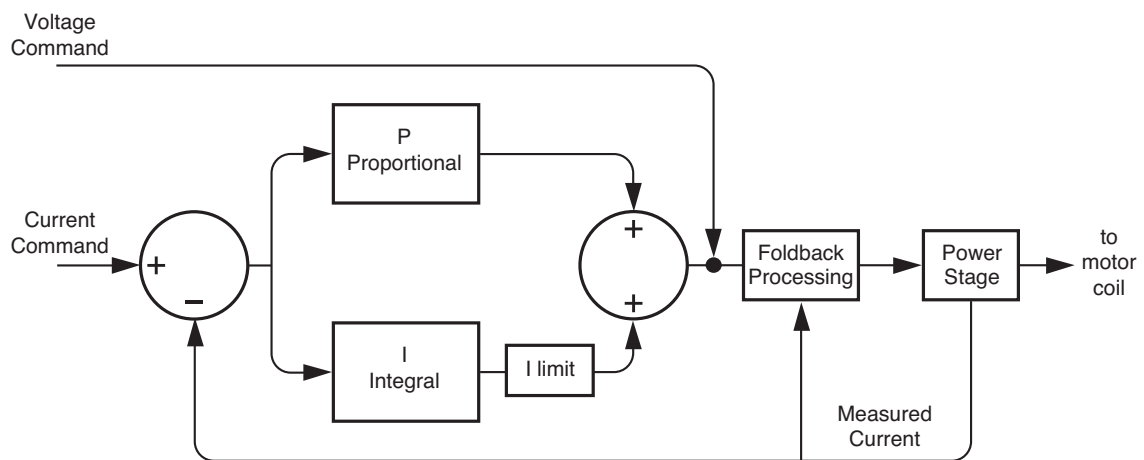 Voltage
Command
P
Proportional
Current
Command
+
−
+
+
Foldback
Processing
Power
Stage
to
motor
coil
I
Integral
I limit
Measured
Current